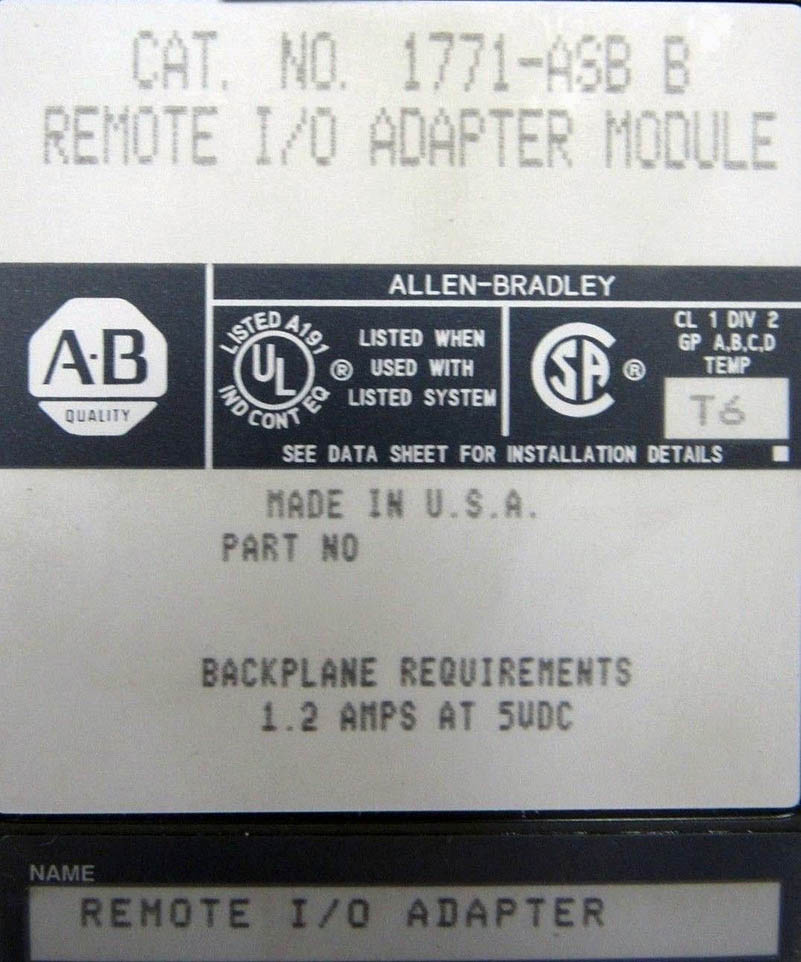 CAT. NO. 1771-ASB B
REMOTE I/O ADAPTER MODULE
ALLEN-BRADLEY
A·B
QUALITY
LISTED A191
UL
IND CONT EQ
®
LISTED WHEN
USED WITH
LISTED SYSTEM
SA
®
CL 1 DIV 2
GP A,B,C,D
TEMP
T6
SEE DATA SHEET FOR INSTALLATION DETAILS
MADE IN U.S.A.
PART NO
BACKPLANE REQUIREMENTS
1.2 AMPS AT 5VDC
NAME
REMOTE I/O ADAPTER